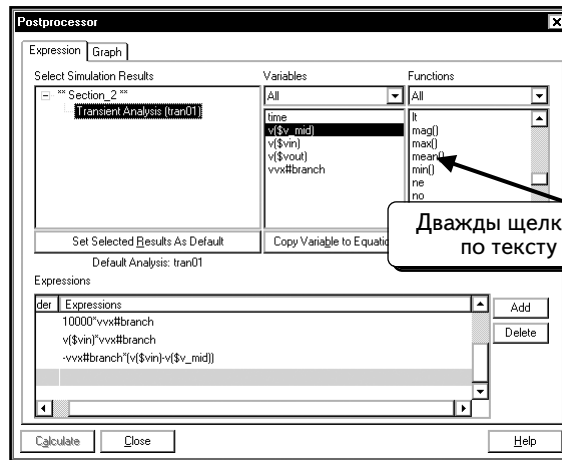 Postprocessor
Expression Graph
Select Simulation Results Variables Functions
** Section_2 ** All All
Transient Analysis (tran01)
time
v($v_mid)
v($vin)
v($vout)
vvx#branch
lt
mag()
max()
mean()
min()
ne
no
Дважды щелк
по тексту
Set Selected Results As Default Copy Variable to Equatio
Default Analysis: tran01
Expressions
der Expressions
10000*vvx#branch
v($vin)*vvx#branch
-vvx#branch*(v($vin)-v($v_mid))
Add
Delete
Calculate Close Help